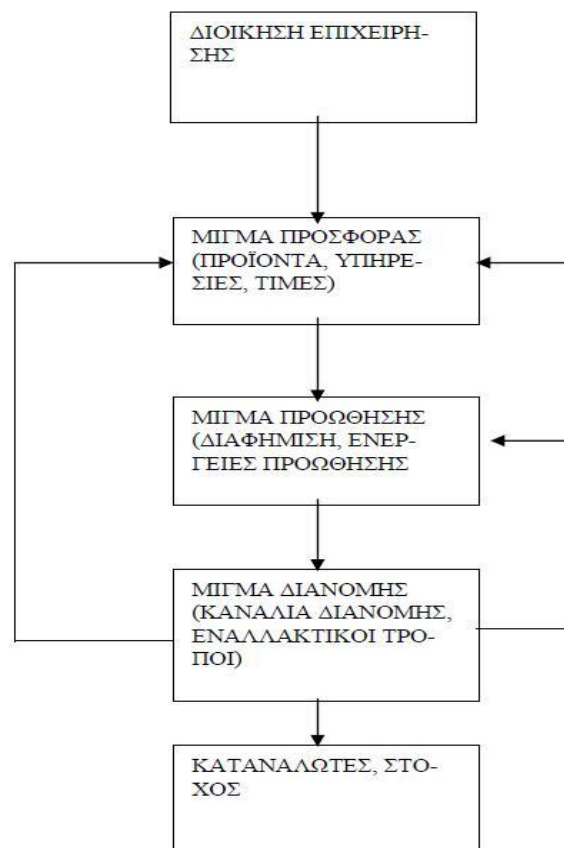 ΔΙΟΙΚΗΣΗ ΕΠΙΧΕΙΡΗ-
ΣΗΣ
ΜΙΓΜΑ ΠΡΟΣΦΟΡΑΣ
(ΠΡΟΪΟΝΤΑ, ΥΠΗΡΕ-
ΣΙΕΣ, ΤΙΜΕΣ)
ΜΙΓΜΑ ΠΡΟΩΘΗΣΗΣ
(ΔΙΑΦΗΜΙΣΗ, ΕΝΕΡ-
ΓΕΙΕΣ ΠΡΟΩΘΗΣΗΣ
ΜΙΓΜΑ ΔΙΑΝΟΜΗΣ
(ΚΑΝΑΛΙΑ ΔΙΑΝΟΜΗΣ,
ΕΝΑΛΛΑΚΤΙΚΟΙ ΤΡΟ-
ΠΟΙ)
ΚΑΤΑΝΑΛΩΤΕΣ, ΣΤΟ-
ΧΟΣ